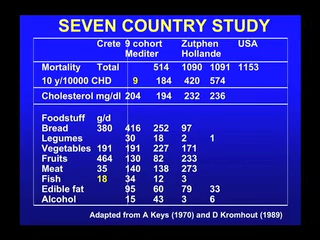 SEVEN COUNTRY STUDY
Crete 9 cohort Zutphen USA
Mediter Hollande
Mortality Total 514 1090 1091 1153
10 y/10000 CHD 9 184 420 574
Cholesterol mg/dl 204 194 232 236
Foodstuff g/d
Bread 380 416 252 97
Legumes 30 18 2 1
Vegetables 191 191 227 171
Fruits 464 130 82 233
Meat 35 140 138 273
Fish 18 34 12 3
Edible fat 95 60 79 33
Alcohol 15 43 3 6
Adapted from A Keys (1970) and D Kromhout (1989)